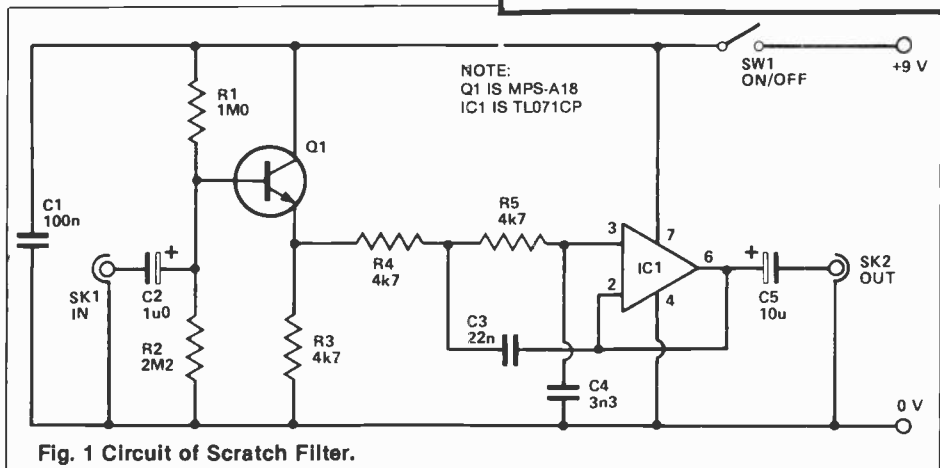 NOTE:
Q1 IS MPS-A18
IC1 IS TL071CP
SW1
ON/OFF
+9 V
R1
1M0
Q1
C1
100n
R5
4k7
3
7
IC1
6
2
4
+
C5
10u
SK2
OUT
R4
4k7
SK1
IN
+
C2
1u0
R2
2M2
R3
4k7
C3
22n
C4
3n3
0 V
Fig. 1 Circuit of Scratch Filter.